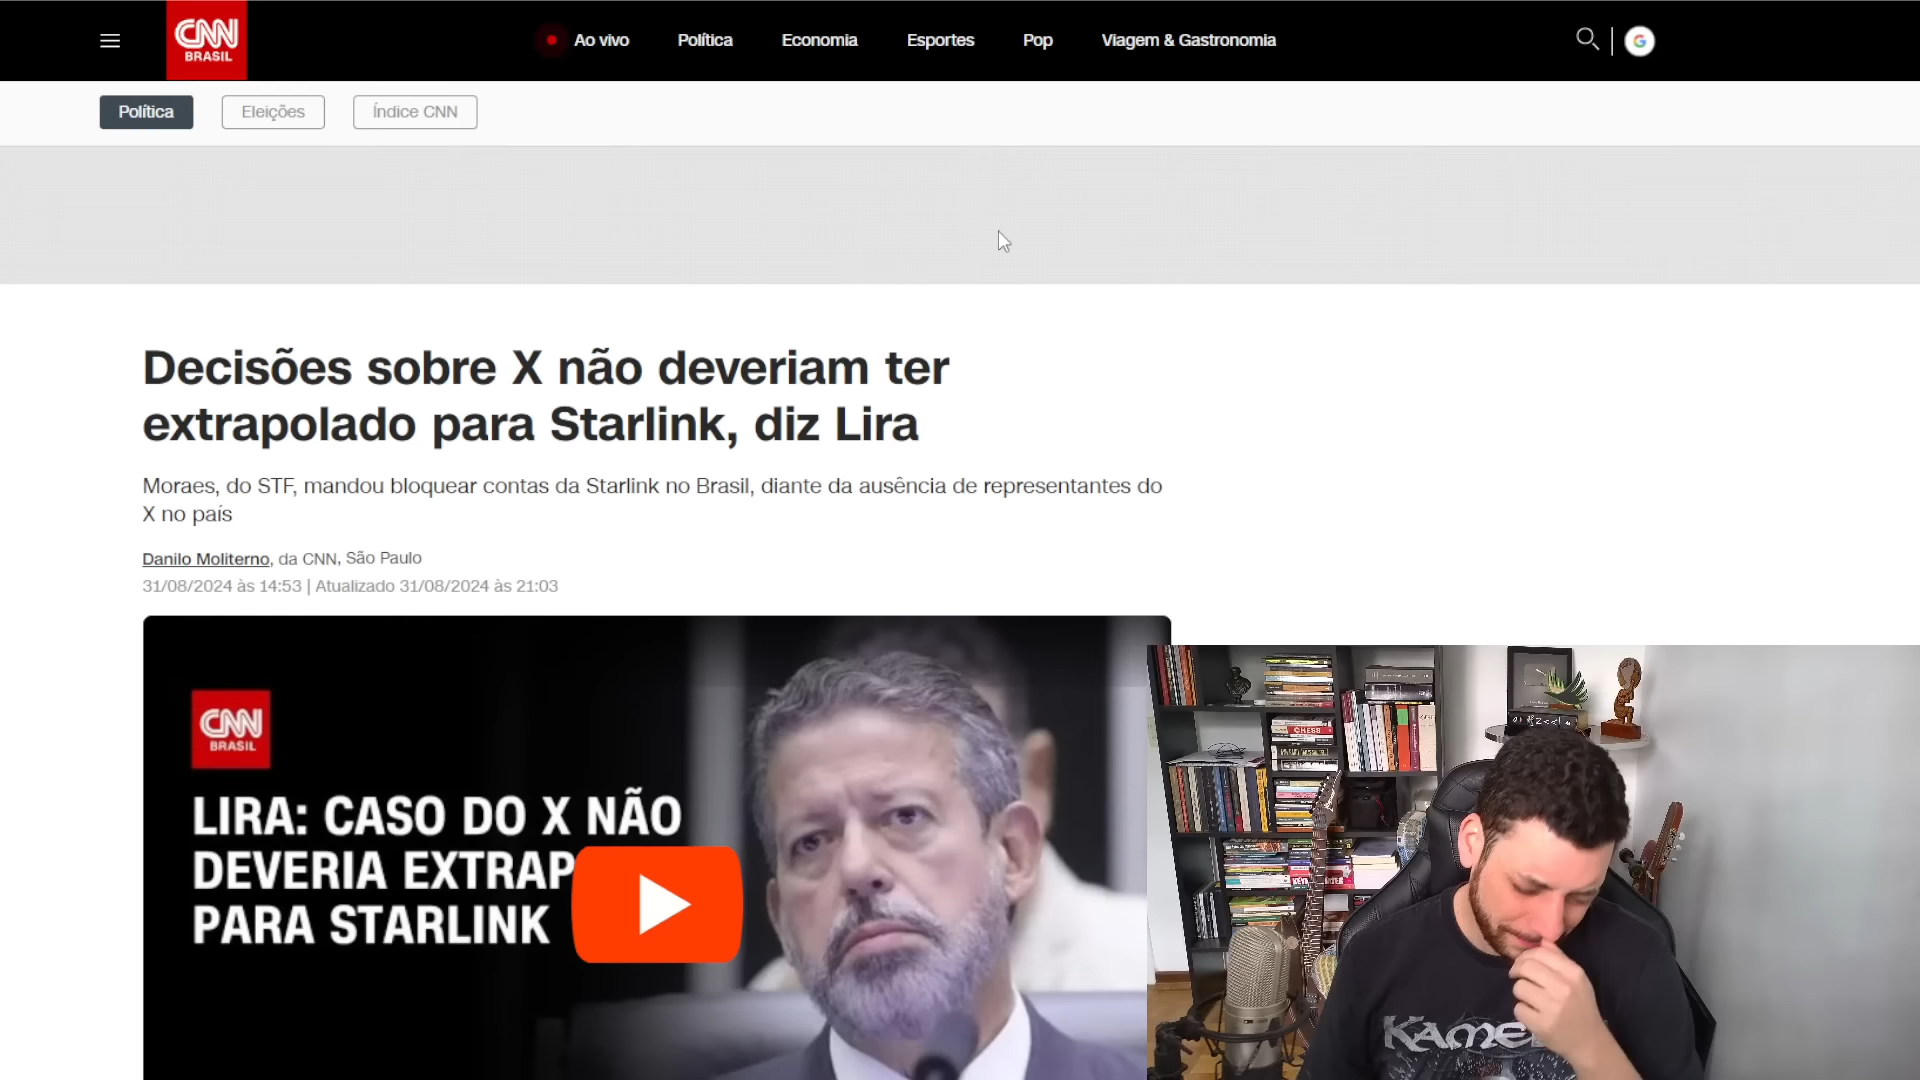 CNN
BRASIL
Ao vivo
Política
Economia
Esportes
Pop
Viagem & Gastronomia
G
Política
Eleições
Índice CNN
Decisões sobre X não deveriam ter
extrapolado para Starlink, diz Lira
Moraes, do STF, mandou bloquear contas da Starlink no Brasil, diante da ausência de representantes do
X no país
Danilo Moliterno, da CNN, São Paulo
31/08/2024 às 14:53 | Atualizado 31/08/2024 às 21:03
CNN
BRASIL
LIRA: CASO DO X NÃO
DEVERIA EXTRAP
PARA STARLINK
CHESS
KAME